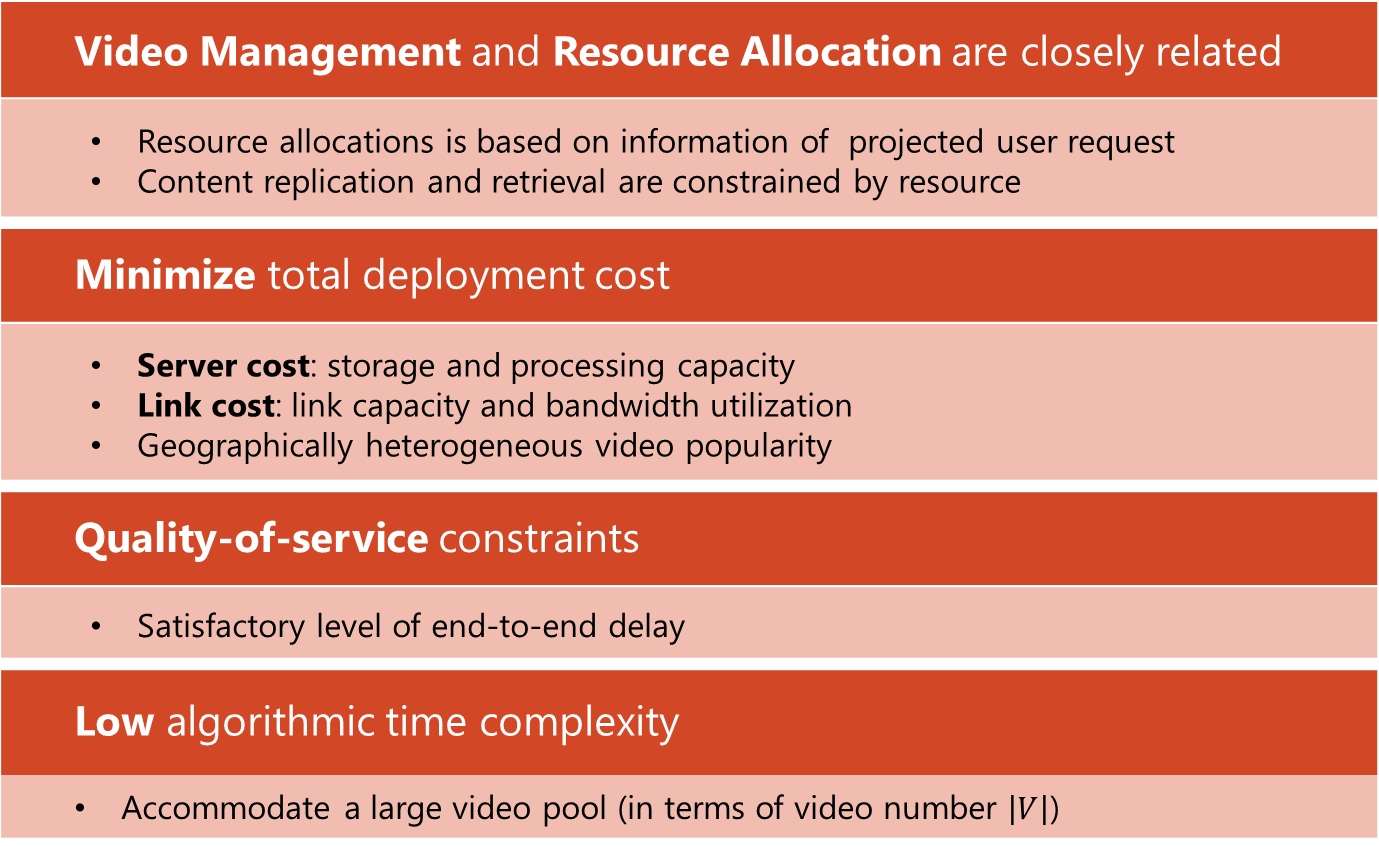 Video Management and Resource Allocation are closely related
• Resource allocations is based on information of  projected user request
• Content replication and retrieval are constrained by resource
Minimize total deployment cost
• Server cost: storage and processing capacity
• Link cost: link capacity and bandwidth utilization
• Geographically heterogeneous video popularity
Quality-of-service constraints
• Satisfactory level of end-to-end delay
Low algorithmic time complexity
• Accommodate a large video pool (in terms of video number |V|)